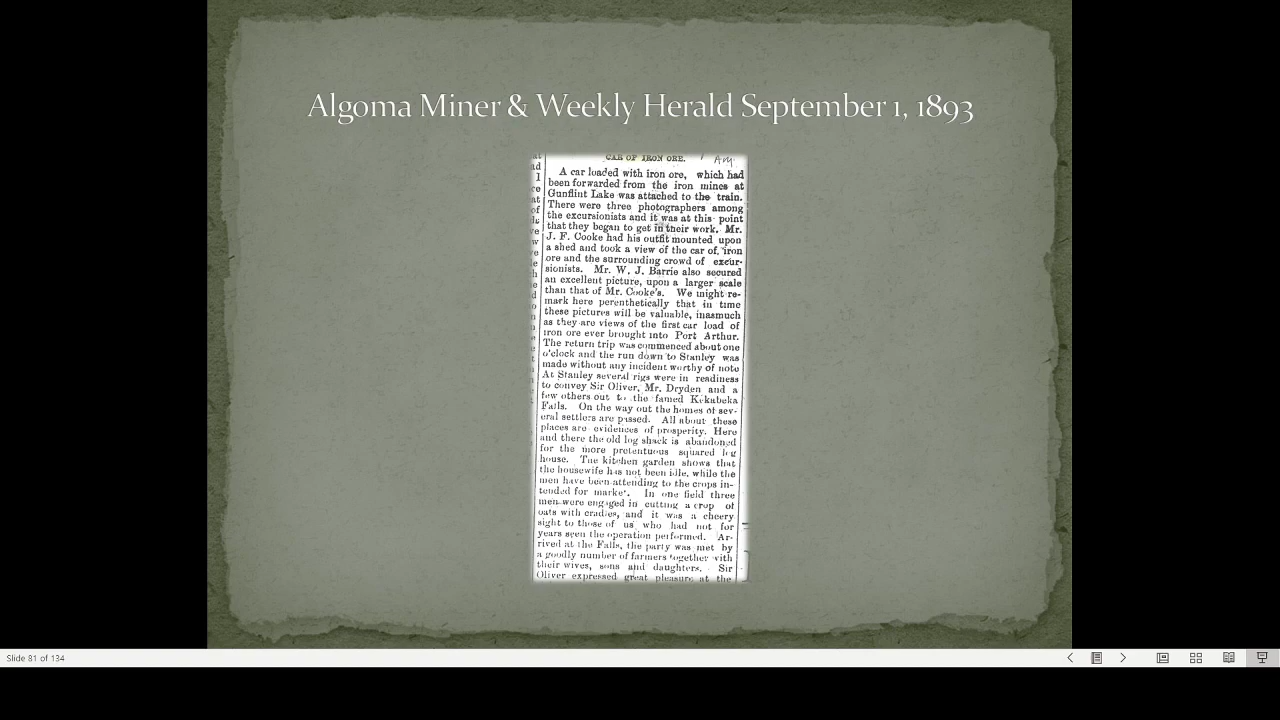 Algoma Miner & Weekly Herald September 1, 1893
CAR OF IRON ORE.
A car loaded with iron ore, which had
been forwarded from the iron mines at
Gunflint Lake was attached to the train.
There were three photographers among
the excursionists and it was at this point
that they began to get in their work. Mr.
J. F. Cooke had his outfit mounted upon
a shed and took a view of the car of iron
ore and the surrounding crowd of excur-
sionists. Mr. W. J. Barrie also secured
an excellent picture, upon a larger scale
than that of Mr. Cooke's. We might re-
mark here perenthetically that in time
these pictures will be valuable, inasmuch
as they are views of the first car load of
iron ore ever brought into Port Arthur.
The return trip was commenced about one
o'clock and the run down to Stanley was
made without any incident worthy of note
At Stanley several rigs were in readiness
to convey Sir Oliver, Mr. Dryden and a
few others out to the famed Kakabeka
Falls. On the way out the homes of sev-
eral settlers are passed. All about these
places are evidences of prosperity. Here
and there the old log shack is abandoned
for the more pretentuous squared log
house. The kitchen garden shows that
the housewife has not been idle, while the
men have been attending to the crops in-
tended for market. In one field three
men were engaged in cutting a crop of
oats with cradles, and it was a cheery
sight to those of us who had not for
years seen the operation performed. Ar-
rived at the Falls, the party was met by
a goodly number of farmers together with
their wives, sons and daughters. Sir
Oliver expressed great pleasure at the
Slide 81 of 134